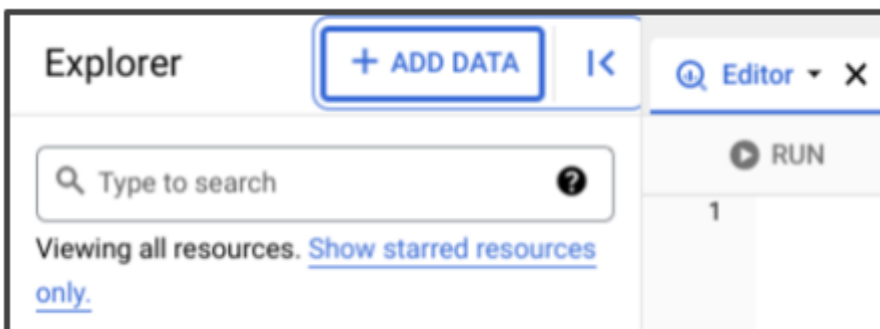 Explorer
+ ADD DATA
Editor
RUN
Type to search
1
Viewing all resources. Show starred resources
only.